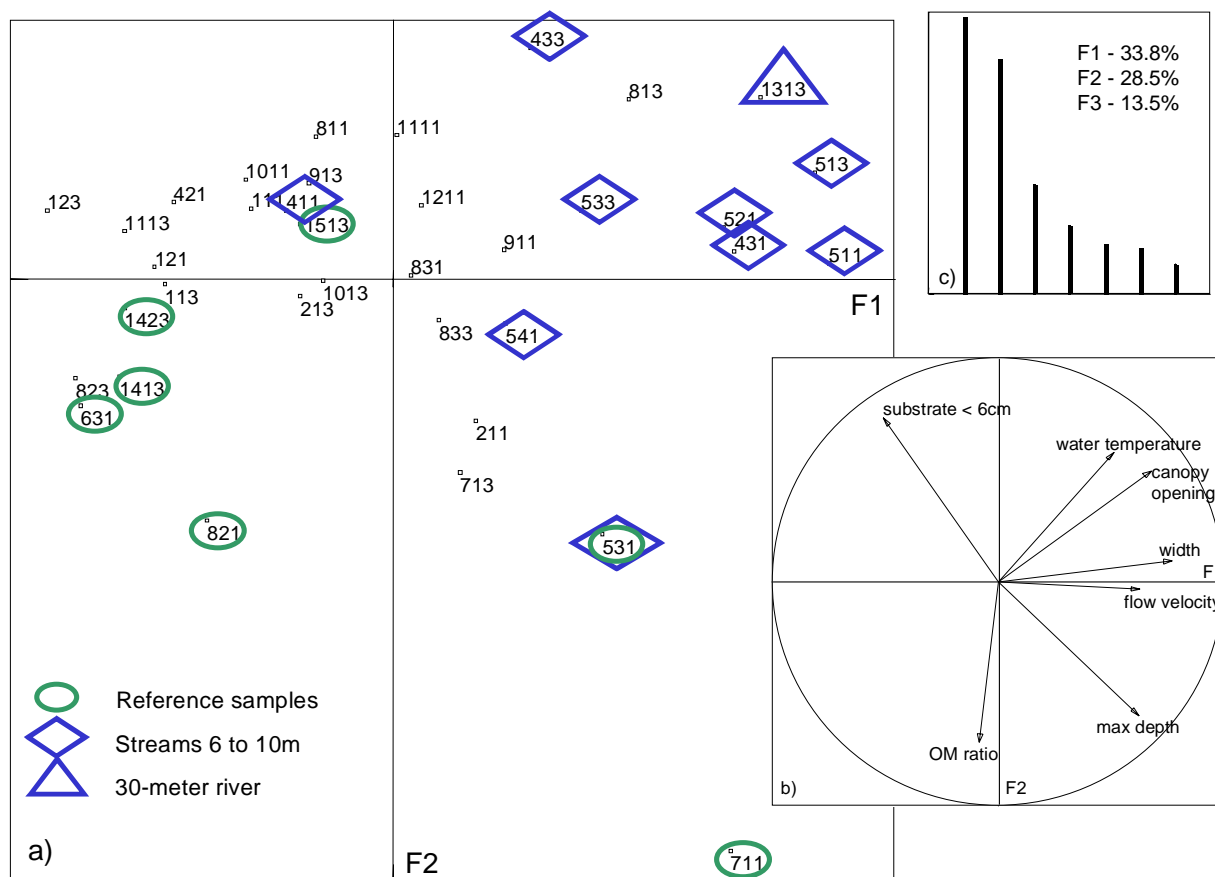 433
813
1313
811
1111
1011
913
513
123
421
411
1211
533
521
1113
1513
431
911
511
121
831
113
1013
213
F1
1423
833
541
823
1413
631
211
713
821
531
711
Reference samples
Streams 6 to 10m
30-meter river
a)
F2
F1 - 33.8%
F2 - 28.5%
F3 - 13.5%
c)
substrate < 6cm
water temperature
canopy
opening
width
F
flow velocity
max depth
OM ratio
F2
b)